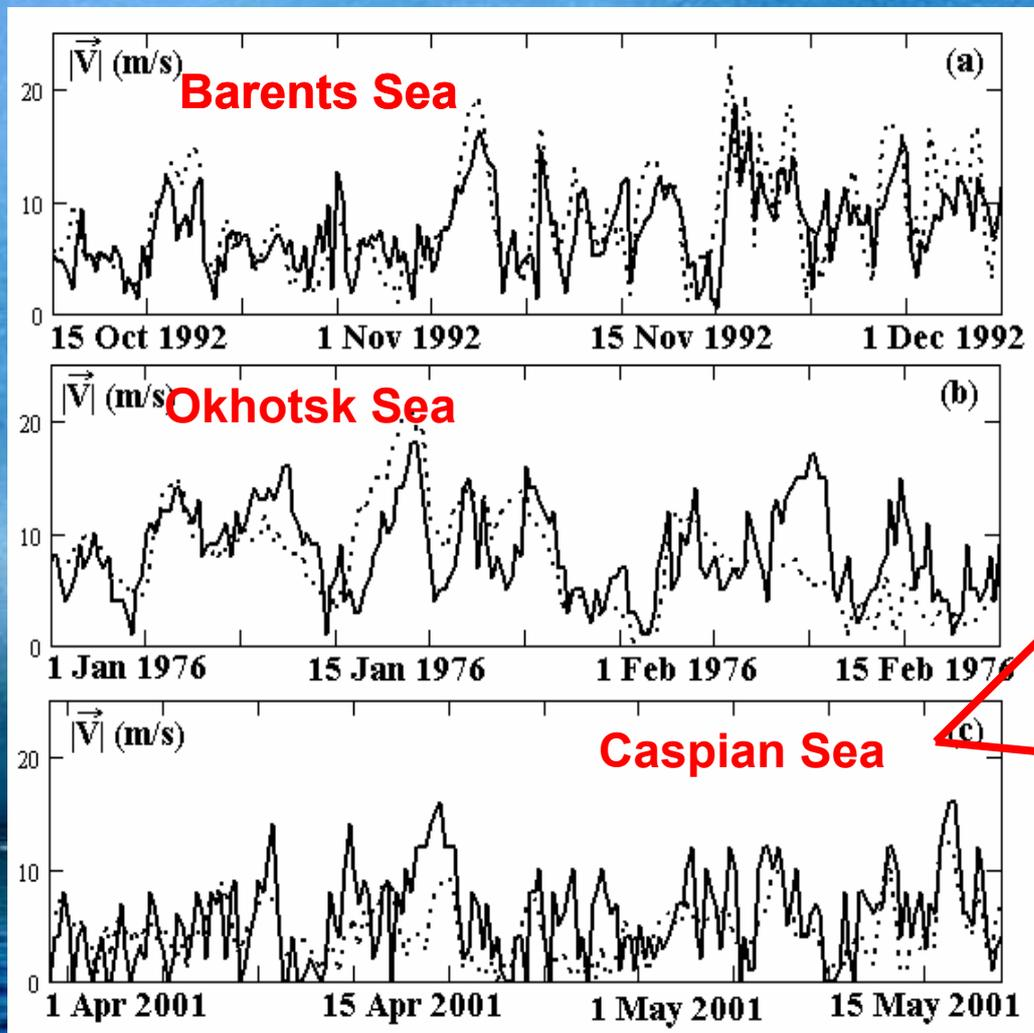 |V| (m/s) Barents Sea (a)
20
10
0
15 Oct 1992 1 Nov 1992 15 Nov 1992 1 Dec 1992
|V| (m/s) Okhotsk Sea (b)
20
10
0
1 Jan 1976 15 Jan 1976 1 Feb 1976 15 Feb 1976
|V| (m/s) Caspian Sea (c)
20
10
0
1 Apr 2001 15 Apr 2001 1 May 2001 15 May 2001